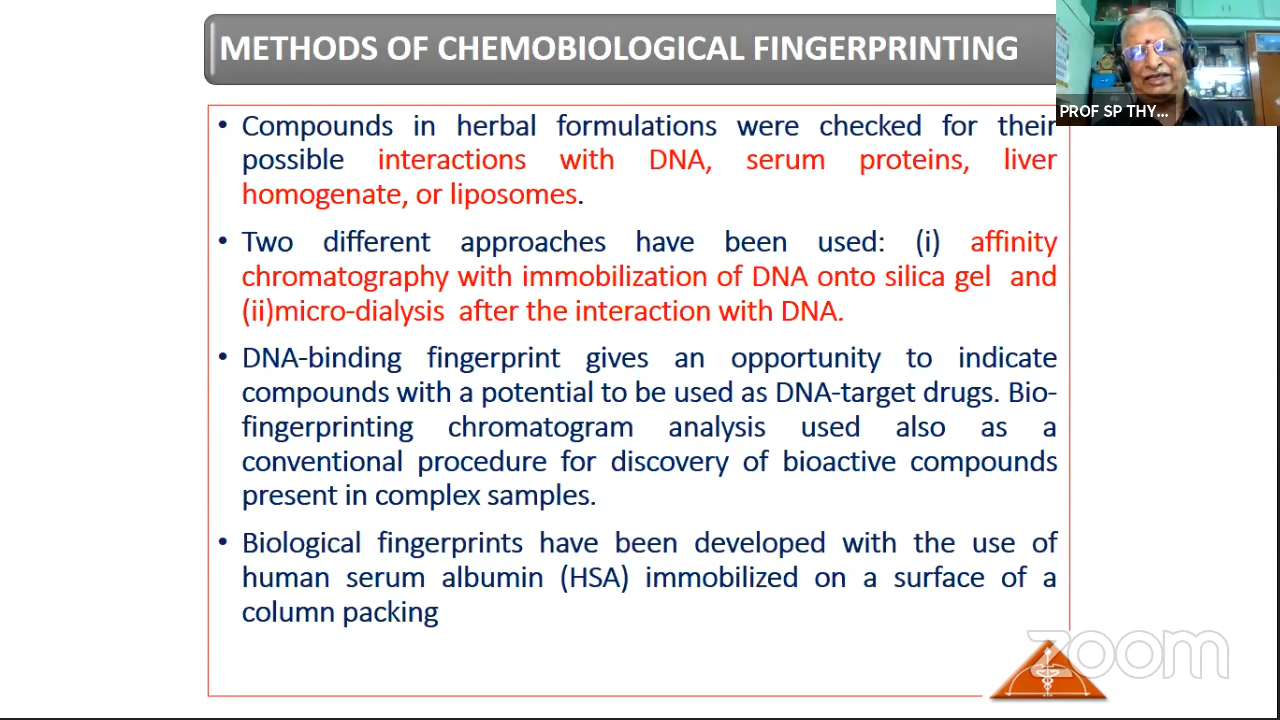 METHODS OF CHEMOBIOLOGICAL FINGERPRINTING
PROF SP THY...
• Compounds in herbal formulations were checked for their
possible interactions with DNA, serum proteins, liver
homogenate, or liposomes.
• Two different approaches have been used: (i) affinity
chromatography with immobilization of DNA onto silica gel and
(ii)micro-dialysis after the interaction with DNA.
• DNA-binding fingerprint gives an opportunity to indicate
compounds with a potential to be used as DNA-target drugs. Bio-
fingerprinting chromatogram analysis used also as a
conventional procedure for discovery of bioactive compounds
present in complex samples.
• Biological fingerprints have been developed with the use of
human serum albumin (HSA) immobilized on a surface of a
column packing
zoom